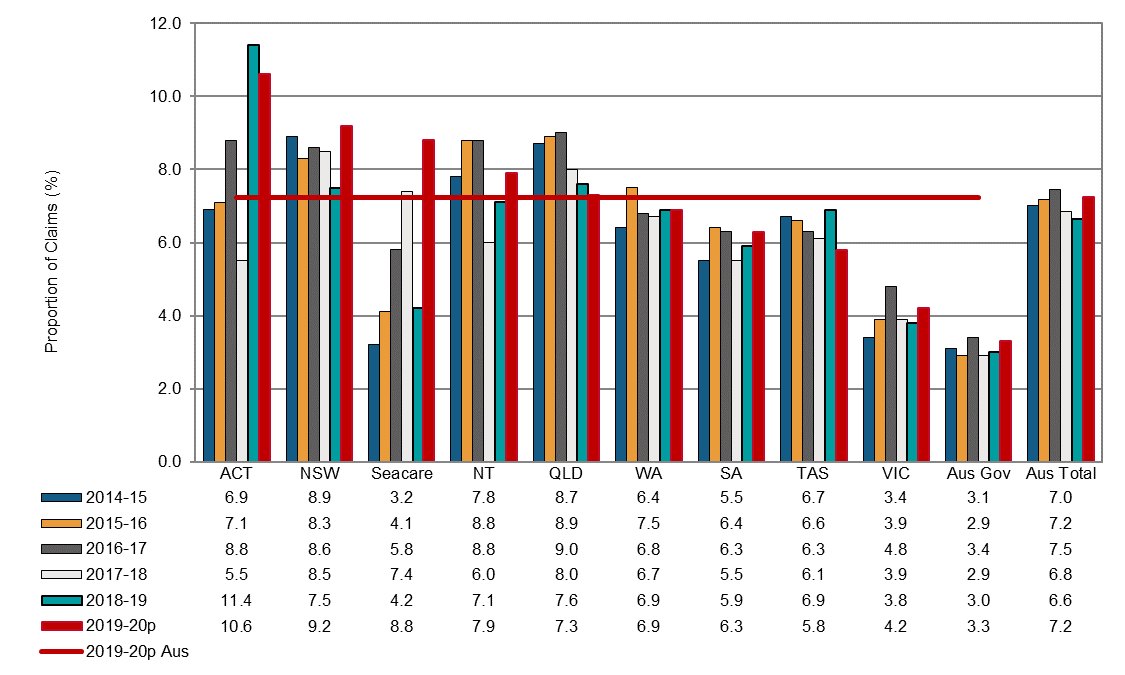 12.0
10.0
8.0
6.0
4.0
2.0
0.0
Proportion of Claims (%)
ACT NSW Seacare NT QLD WA SA TAS VIC Aus Gov Aus Total
2014-15 6.9 8.9 3.2 7.8 8.7 6.4 5.5 6.7 3.4 3.1 7.0
2015-16 7.1 8.3 4.1 8.8 8.9 7.5 6.4 6.6 3.9 2.9 7.2
2016-17 8.8 8.6 5.8 8.8 9.0 6.8 6.3 6.3 4.8 3.4 7.5
2017-18 5.5 8.5 7.4 6.0 8.0 6.7 5.5 6.1 3.9 2.9 6.8
2018-19 11.4 7.5 4.2 7.1 7.6 6.9 5.9 6.9 3.8 3.0 6.6
2019-20p 10.6 9.2 8.8 7.9 7.3 6.9 6.3 5.8 4.2 3.3 7.2
2019-20p Aus